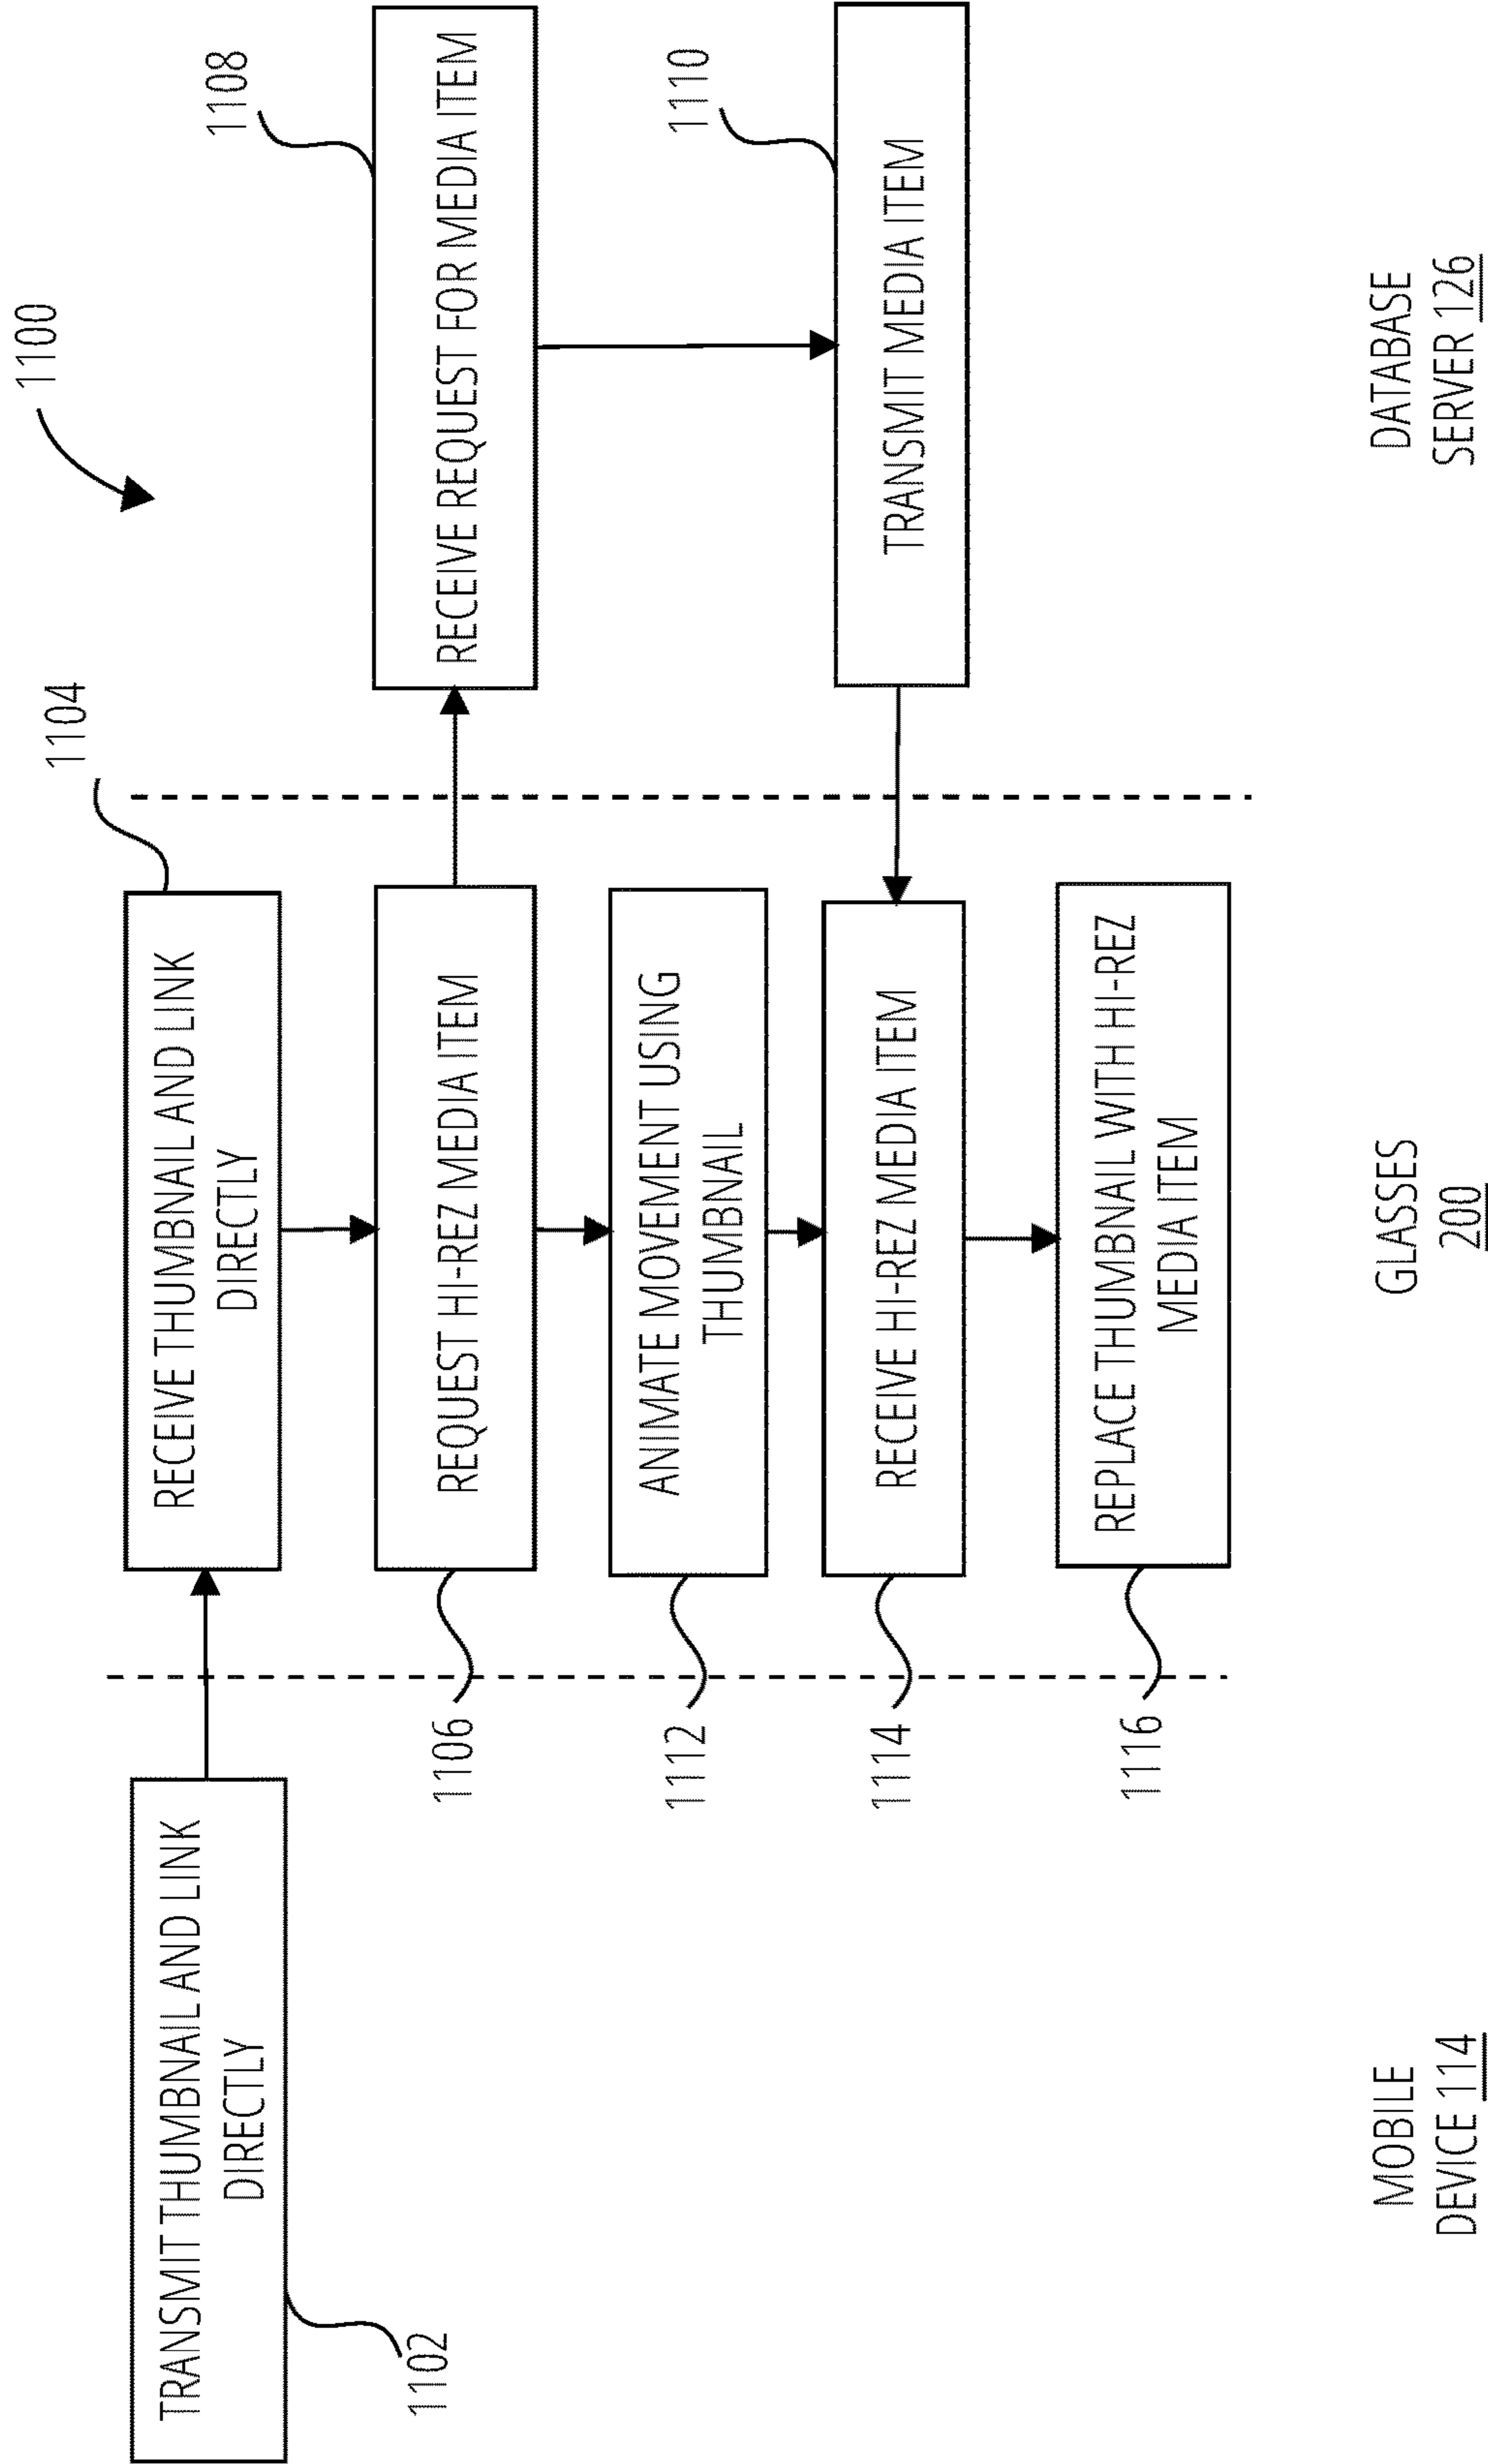 1100
TRANSMIT THUMBNAIL AND LINK
DIRECTLY
1102
RECEIVE THUMBNAIL AND LINK
DIRECTLY
1104
REQUEST HI-REZ MEDIA ITEM
1106
RECEIVE REQUEST FOR MEDIA ITEM
1108
ANIMATE MOVEMENT USING
THUMBNAIL
1112
RECEIVE HI-REZ MEDIA ITEM
1114
TRANSMIT MEDIA ITEM
1110
REPLACE THUMBNAIL WITH HI-REZ
MEDIA ITEM
1116
MOBILE
DEVICE 114
GLASSES
200
DATABASE
SERVER 126